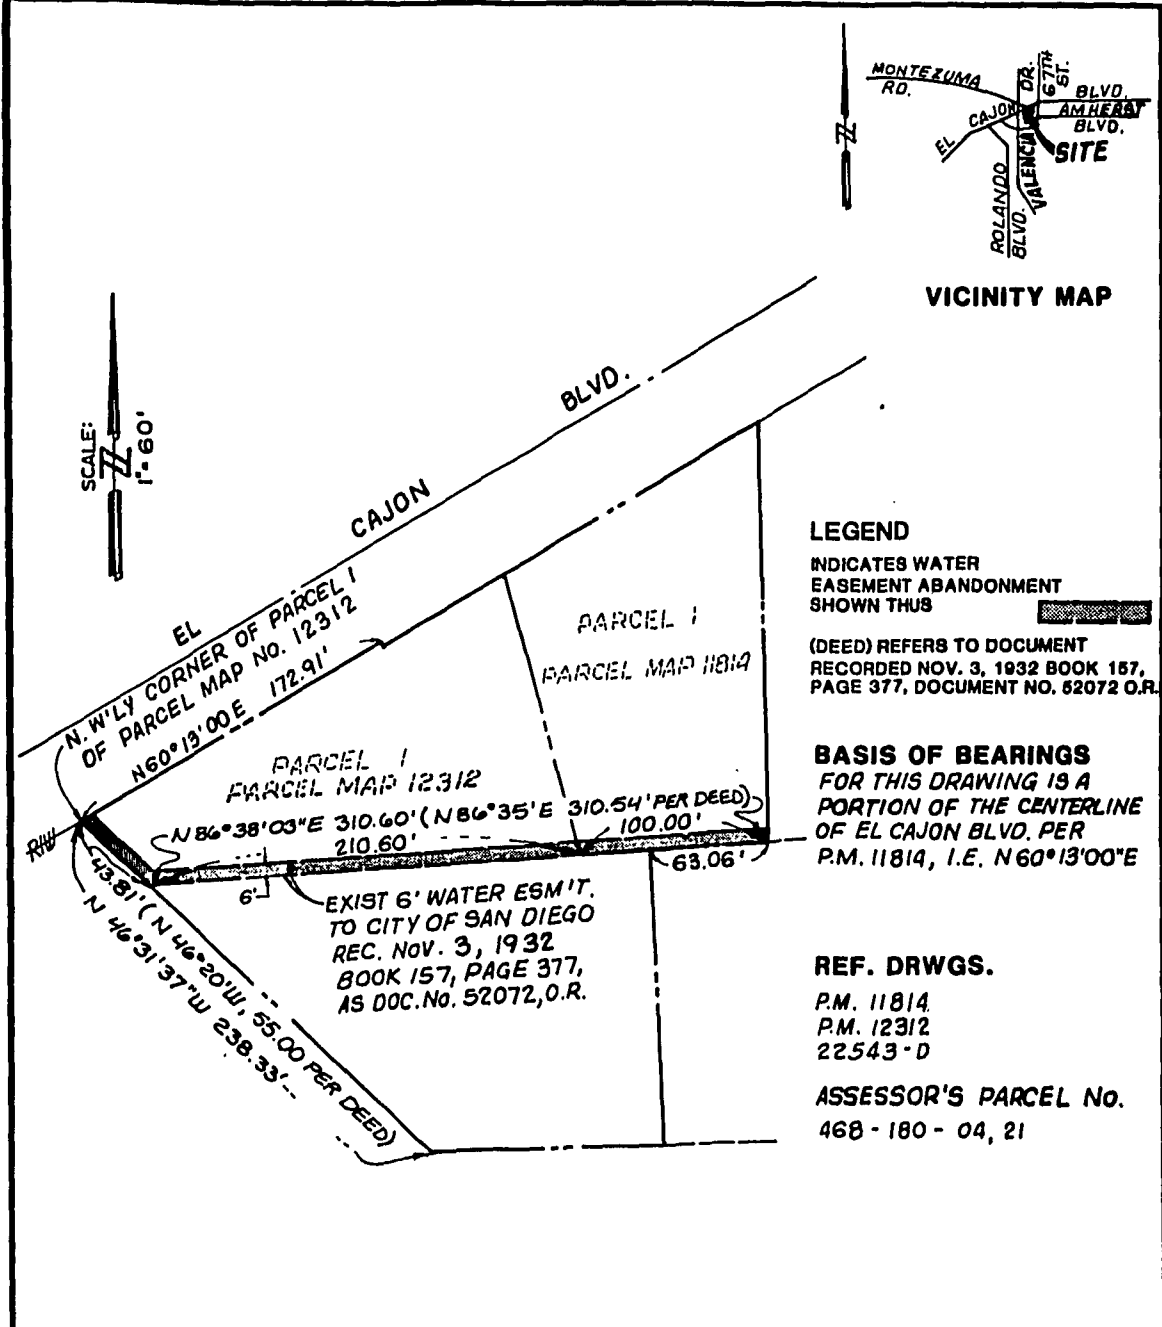 MONTEZUMA
RD.
DR.
67TH
ST.
BLVD.
EL CAJON
AMHERST
BLVD.
SITE
VALENCIA
ROLANDO
BLVD.
VICINITY MAP
SCALE:
1"=60'
EL CAJON BLVD.
N. W'LY CORNER OF PARCEL 1
OF PARCEL MAP NO. 12312
N60°13'00E 172.91'
PARCEL 1
PARCEL MAP 11814
PARCEL 1
PARCEL MAP 12312
N86°38'03"E 310.60' (N86°35'E 310.54' PER DEED)
210.60'
100.00'
63.06'
R/W
6'
43.81' (N 46°20'W, 55.00 PER DEED)
N 46°31'37"W 238.33'
EXIST 6' WATER ESM'T.
TO CITY OF SAN DIEGO
REC. NOV. 3, 1932
BOOK 157, PAGE 377,
AS DOC. No. 52072, O.R.
LEGEND
INDICATES WATER
EASEMENT ABANDONMENT
SHOWN THUS
(DEED) REFERS TO DOCUMENT
RECORDED NOV. 3, 1932 BOOK 157,
PAGE 377, DOCUMENT NO. 52072 O.R.
BASIS OF BEARINGS
FOR THIS DRAWING IS A
PORTION OF THE CENTERLINE
OF EL CAJON BLVD. PER
P.M. 11814, I.E. N60°13'00"E
REF. DRWGS.
P.M. 11814
P.M. 12312
22543-D
ASSESSOR'S PARCEL No.
468-180-04, 21